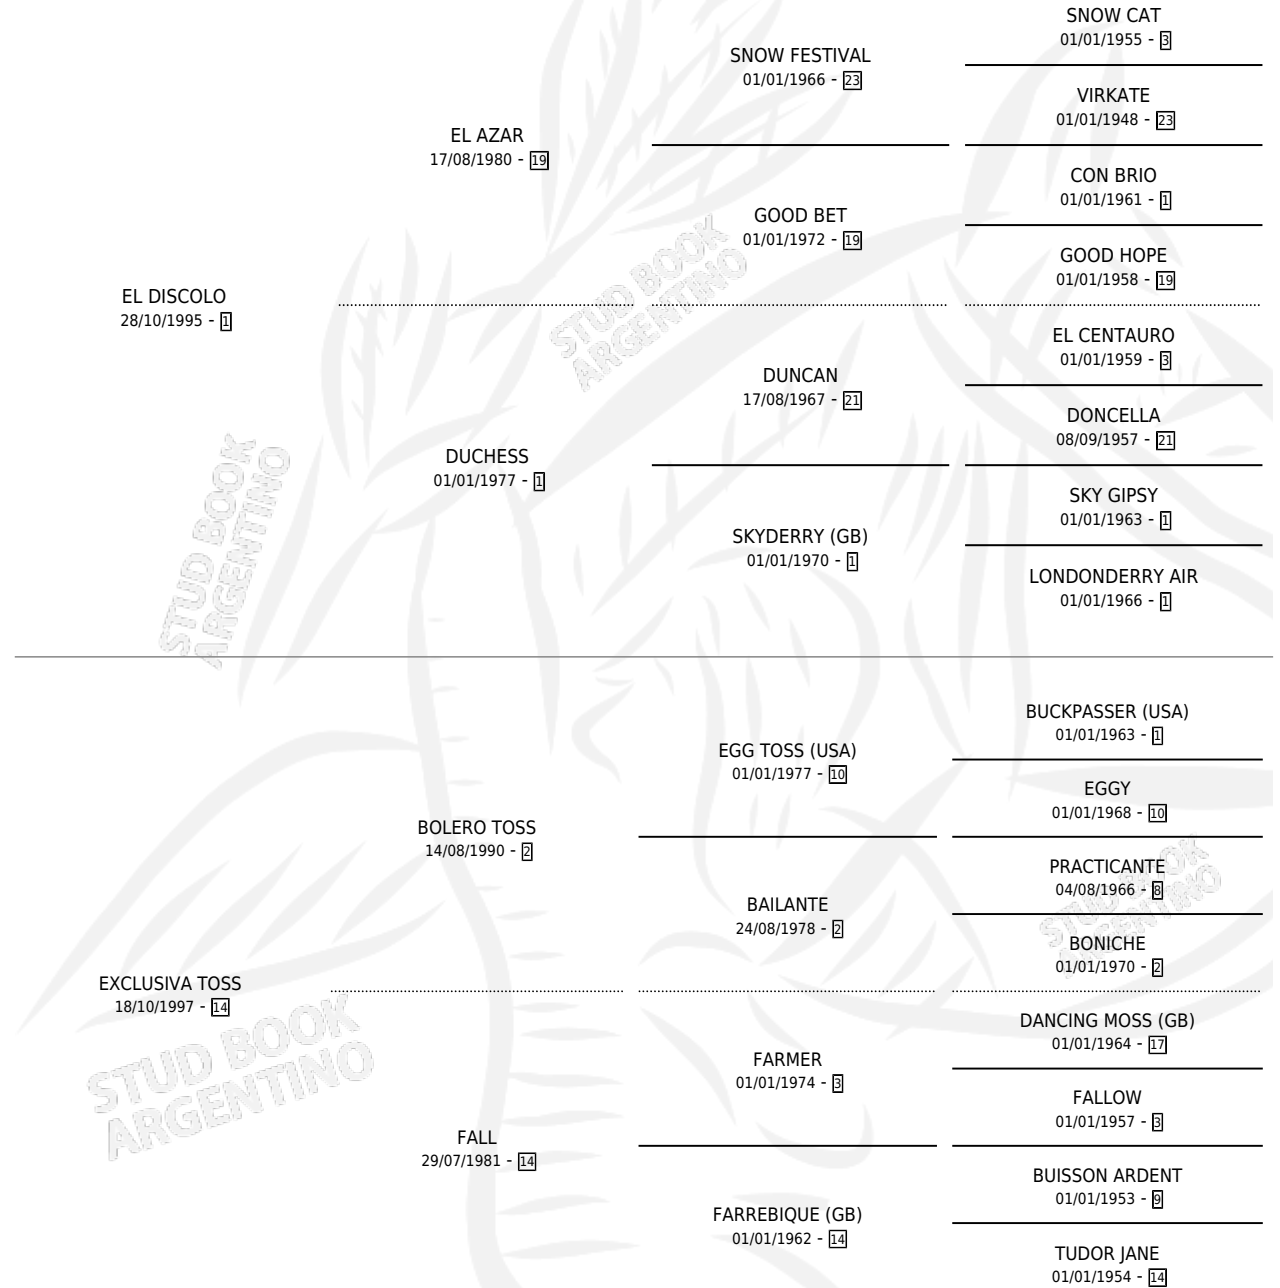 SNOW CAT
01/01/1955 - 3
SNOW FESTIVAL
01/01/1966 - 23
VIRKATE
01/01/1948 - 23
EL AZAR
17/08/1980 - 19
CON BRIO
01/01/1961 - 1
GOOD BET
01/01/1972 - 19
GOOD HOPE
01/01/1958 - 19
EL DISCOLO
28/10/1995 - 1
EL CENTAURO
01/01/1959 - 3
DUNCAN
17/08/1967 - 21
DONCELLA
08/09/1957 - 21
DUCHESS
01/01/1977 - 1
SKY GIPSY
01/01/1963 - 1
SKYDERRY (GB)
01/01/1970 - 1
LONDONDERRY AIR
01/01/1966 - 1
STUD BOOK
ARGENTINO
STUD BOOK
ARGENTINO
BUCKPASSER (USA)
01/01/1963 - 1
EGG TOSS (USA)
01/01/1977 - 10
EGGY
01/01/1968 - 10
BOLERO TOSS
14/08/1990 - 2
PRACTICANTE
04/08/1966 - 8
BAILANTE
24/08/1978 - 2
BONICHE
01/01/1970 - 2
EXCLUSIVA TOSS
18/10/1997 - 14
DANCING MOSS (GB)
01/01/1964 - 17
FARMER
01/01/1974 - 3
FALLOW
01/01/1957 - 3
FALL
29/07/1981 - 14
BUISSON ARDENT
01/01/1953 - 9
FARREBIQUE (GB)
01/01/1962 - 14
TUDOR JANE
01/01/1954 - 14
STUD BOOK
ARGENTINO
STUD BOOK
ARGENTINO